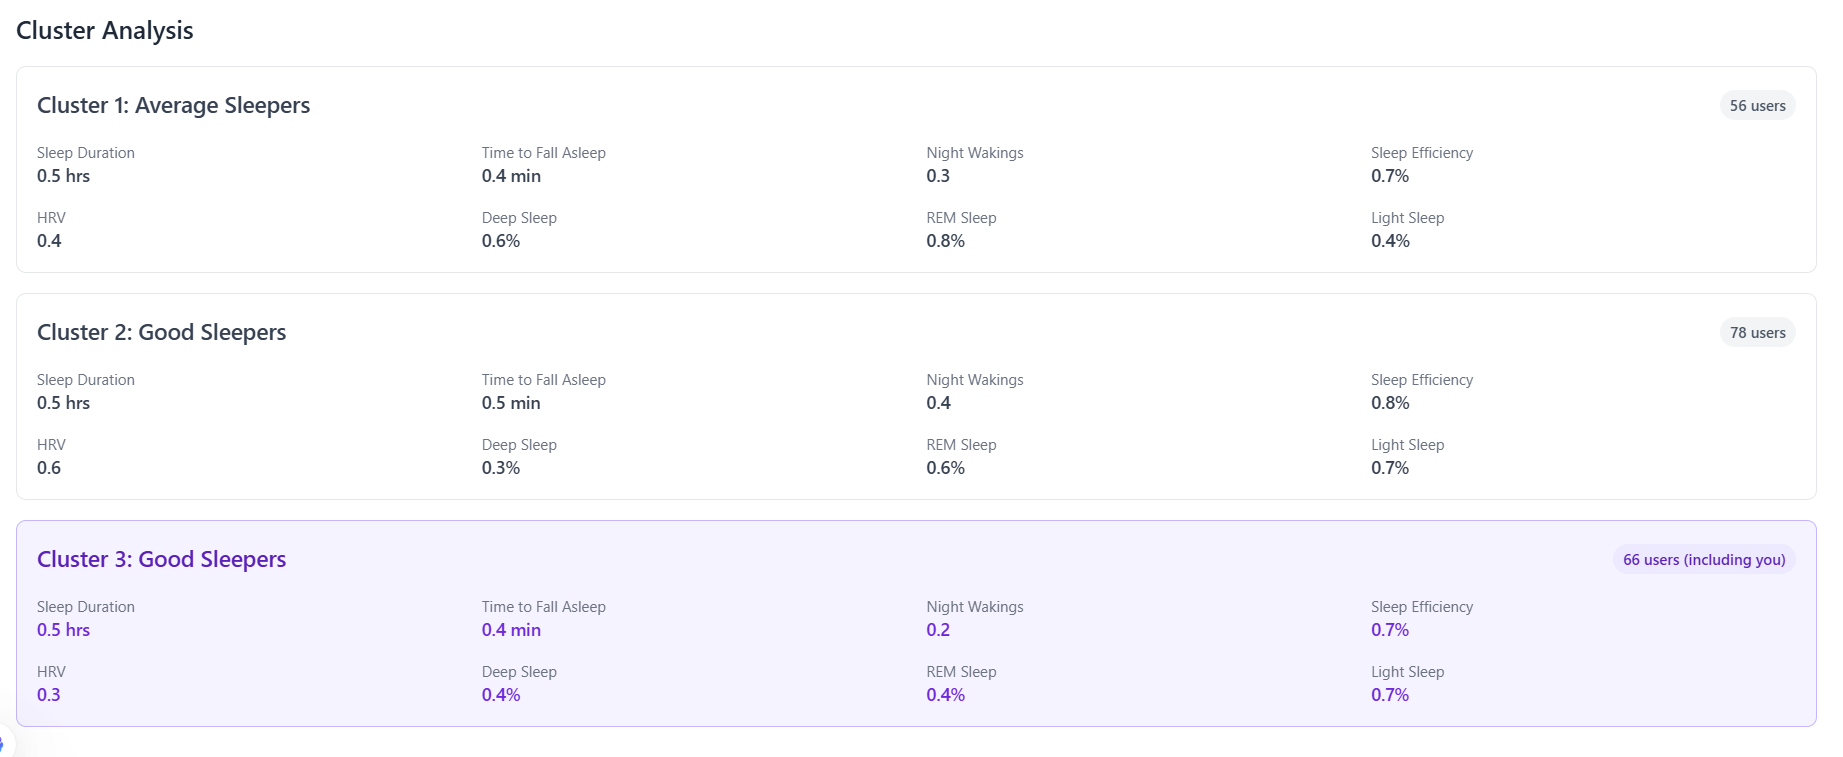 Cluster Analysis
Cluster 1: Average Sleepers
56 users
Sleep Duration Time to Fall Asleep Night Wakings Sleep Efficiency
0.5 hrs 0.4 min 0.3 0.7%
HRV Deep Sleep REM Sleep Light Sleep
0.4 0.6% 0.8% 0.4%
Cluster 2: Good Sleepers
78 users
Sleep Duration Time to Fall Asleep Night Wakings Sleep Efficiency
0.5 hrs 0.5 min 0.4 0.8%
HRV Deep Sleep REM Sleep Light Sleep
0.6 0.3% 0.6% 0.7%
Cluster 3: Good Sleepers
66 users (including you)
Sleep Duration Time to Fall Asleep Night Wakings Sleep Efficiency
0.5 hrs 0.4 min 0.2 0.7%
HRV Deep Sleep REM Sleep Light Sleep
0.3 0.4% 0.4% 0.7%